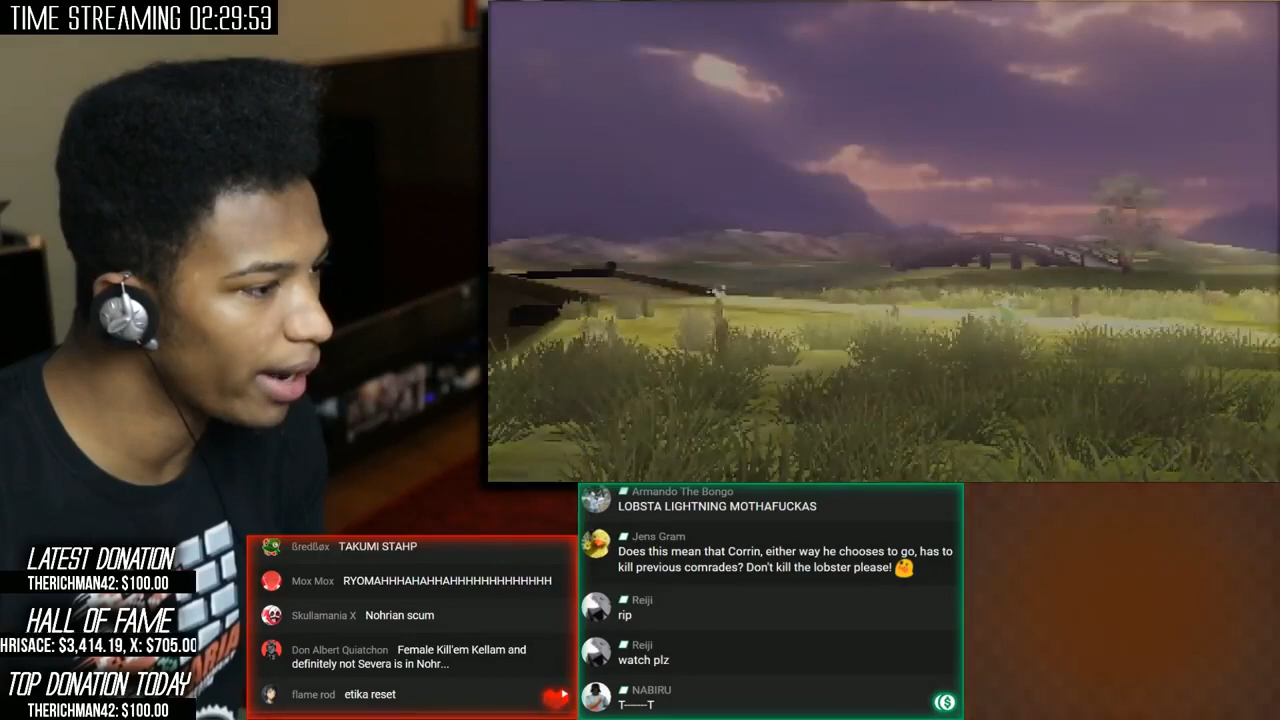 TIME STREAMING 02:29:53
LATEST DONATION
THERICHMAN42: $100.00
HALL OF FAME
HRISACE: $3,414.19, X: $705.00
TOP DONATION TODAY
THERICHMAN42: $100.00
ßredßøx TAKUMI STAHP
Mox Mox RYOMAHHHAHAHHAHHHHHHHHHHHHHH
Skullamania X Nohrian scum
Don Albert Quiatchon Female Kill'em Kellam and
definitely not Severa is in Nohr...
flame rod etika reset
Armando The Bongo
LOBSTA LIGHTNING MOTHAFUCKAS
Jens Gram
Does this mean that Corrin, either way he chooses to go, has to
kill previous comrades? Don't kill the lobster please!
Reiji
rip
Reiji
watch plz
NABIRU
T-----T